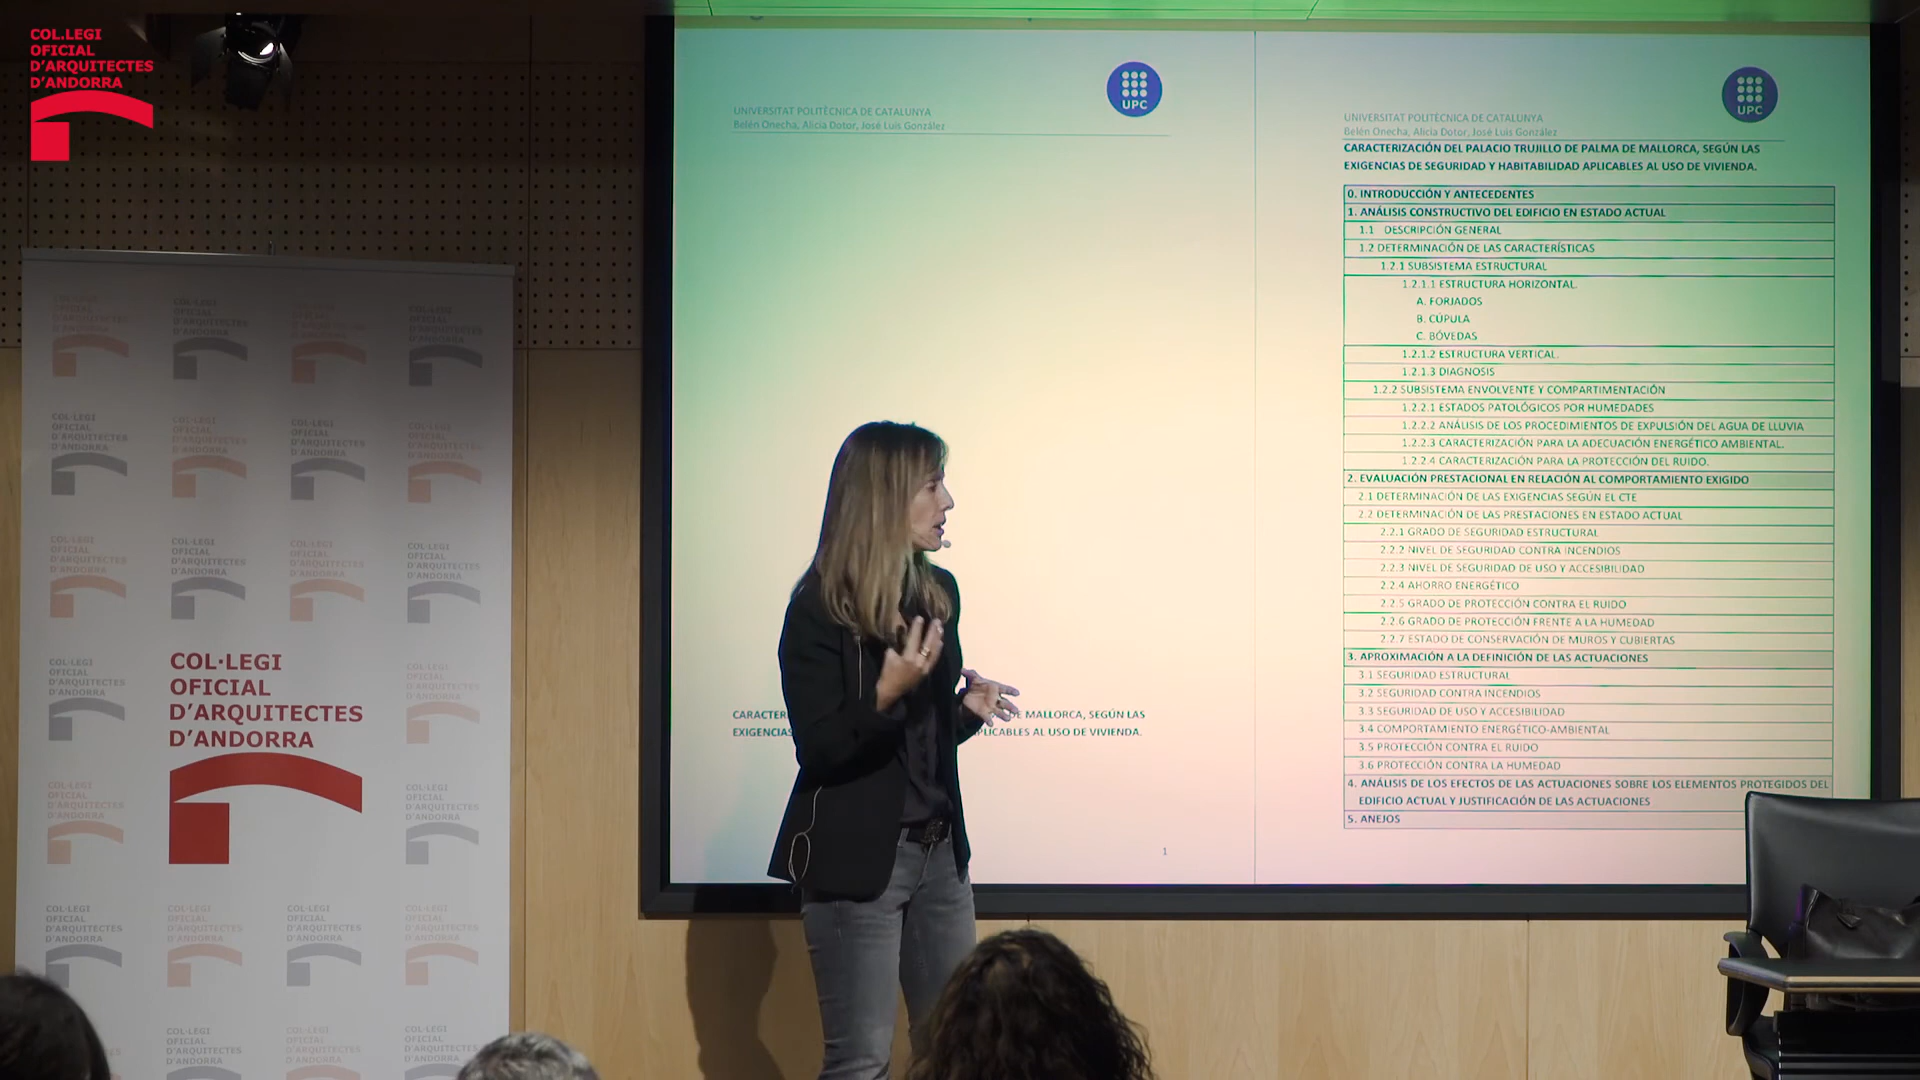 COL.LEGI
OFICIAL
D'ARQUITECTES
D'ANDORRA
COL·LEGI
OFICIAL
D'ARQUITECTES
D'ANDORRA
UNIVERSITAT POLITÈCNICA DE CATALUNYA
Belén Onecha, Alicia Dotor, José Luis González
UPC
CARACTER
E MALLORCA, SEGÚN LAS
EXIGENCIAS
PLICABLES AL USO DE VIVIENDA.
1
UNIVERSITAT POLITÈCNICA DE CATALUNYA
Belén Onecha, Alicia Dotor, José Luis González
UPC
CARACTERIZACIÓN DEL PALACIO TRUJILLO DE PALMA DE MALLORCA, SEGÚN LAS
EXIGENCIAS DE SEGURIDAD Y HABITABILIDAD APLICABLES AL USO DE VIVIENDA.
0. INTRODUCCIÓN Y ANTECEDENTES
1. ANÁLISIS CONSTRUCTIVO DEL EDIFICIO EN ESTADO ACTUAL
1.1 DESCRIPCIÓN GENERAL
1.2 DETERMINACIÓN DE LAS CARACTERÍSTICAS
1.2.1 SUBSISTEMA ESTRUCTURAL
1.2.1.1 ESTRUCTURA HORIZONTAL.
A. FORJADOS
B. CÚPULA
C. BÓVEDAS
1.2.1.2 ESTRUCTURA VERTICAL.
1.2.1.3 DIAGNOSIS
1.2.2 SUBSISTEMA ENVOLVENTE Y COMPARTIMENTACIÓN
1.2.2.1 ESTADOS PATOLÓGICOS POR HUMEDADES
1.2.2.2 ANÁLISIS DE LOS PROCEDIMIENTOS DE EXPULSIÓN DEL AGUA DE LLUVIA
1.2.2.3 CARACTERIZACIÓN PARA LA ADECUACIÓN ENERGÉTICO AMBIENTAL.
1.2.2.4 CARACTERIZACIÓN PARA LA PROTECCIÓN DEL RUIDO.
2. EVALUACIÓN PRESTACIONAL EN RELACIÓN AL COMPORTAMIENTO EXIGIDO
2.1 DETERMINACIÓN DE LAS EXIGENCIAS SEGÚN EL CTE
2.2 DETERMINACIÓN DE LAS PRESTACIONES EN ESTADO ACTUAL
2.2.1 GRADO DE SEGURIDAD ESTRUCTURAL
2.2.2 NIVEL DE SEGURIDAD CONTRA INCENDIOS
2.2.3 NIVEL DE SEGURIDAD DE USO Y ACCESIBILIDAD
2.2.4 AHORRO ENERGÉTICO
2.2.5 GRADO DE PROTECCIÓN CONTRA EL RUIDO
2.2.6 GRADO DE PROTECCIÓN FRENTE A LA HUMEDAD
2.2.7 ESTADO DE CONSERVACIÓN DE MUROS Y CUBIERTAS
3. APROXIMACIÓN A LA DEFINICIÓN DE LAS ACTUACIONES
3.1 SEGURIDAD ESTRUCTURAL
3.2 SEGURIDAD CONTRA INCENDIOS
3.3 SEGURIDAD DE USO Y ACCESIBILIDAD
3.4 COMPORTAMIENTO ENERGÉTICO-AMBIENTAL
3.5 PROTECCIÓN CONTRA EL RUIDO
3.6 PROTECCIÓN CONTRA LA HUMEDAD
4. ANÁLISIS DE LOS EFECTOS DE LAS ACTUACIONES SOBRE LOS ELEMENTOS PROTEGIDOS DEL
EDIFICIO ACTUAL Y JUSTIFICACIÓN DE LAS ACTUACIONES
5. ANEJOS